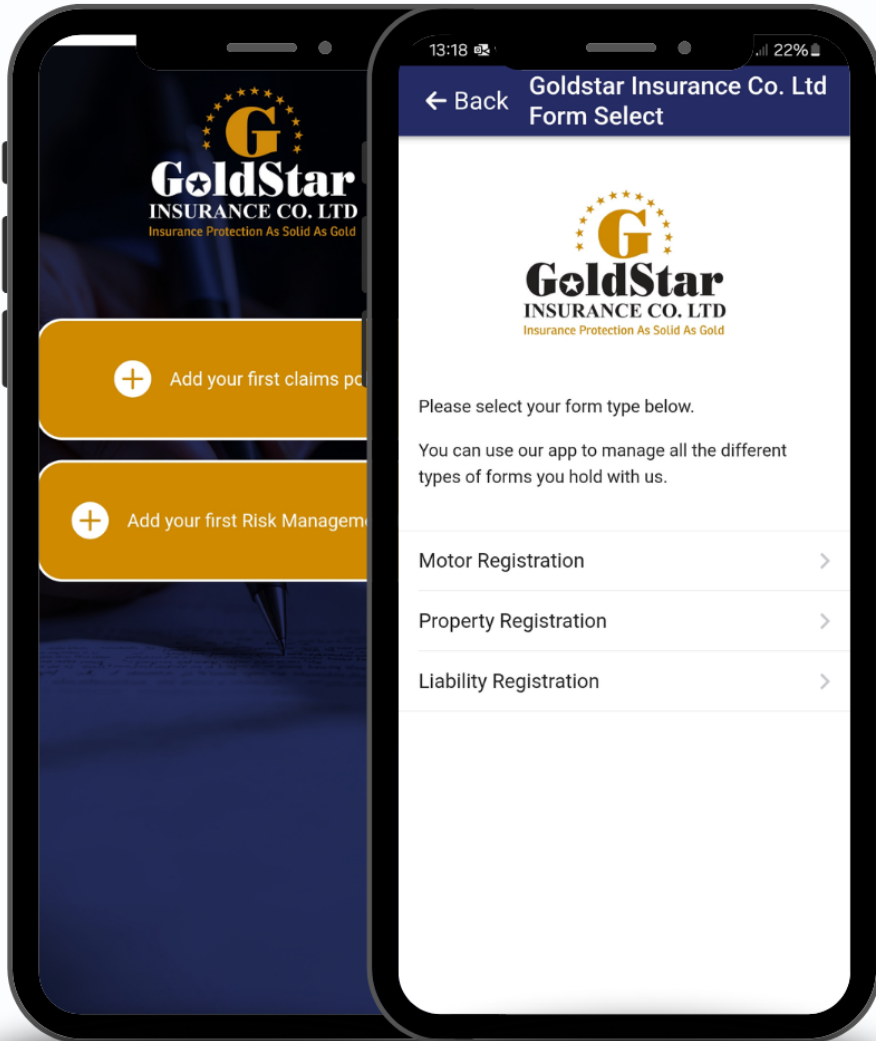 G
GoldStar
INSURANCE CO. LTD
Insurance Protection As Solid As Gold
Add your first claims
Add your first Risk
13:18
22%
Back
Goldstar Insurance Co. Ltd
Form Select
G
GoldStar
INSURANCE CO. LTD
Insurance Protection As Solid As Gold
Please select your form type below.
You can use our app to manage all the different
types of forms you hold with us.
Motor Registration
Property Registration
Liability Registration